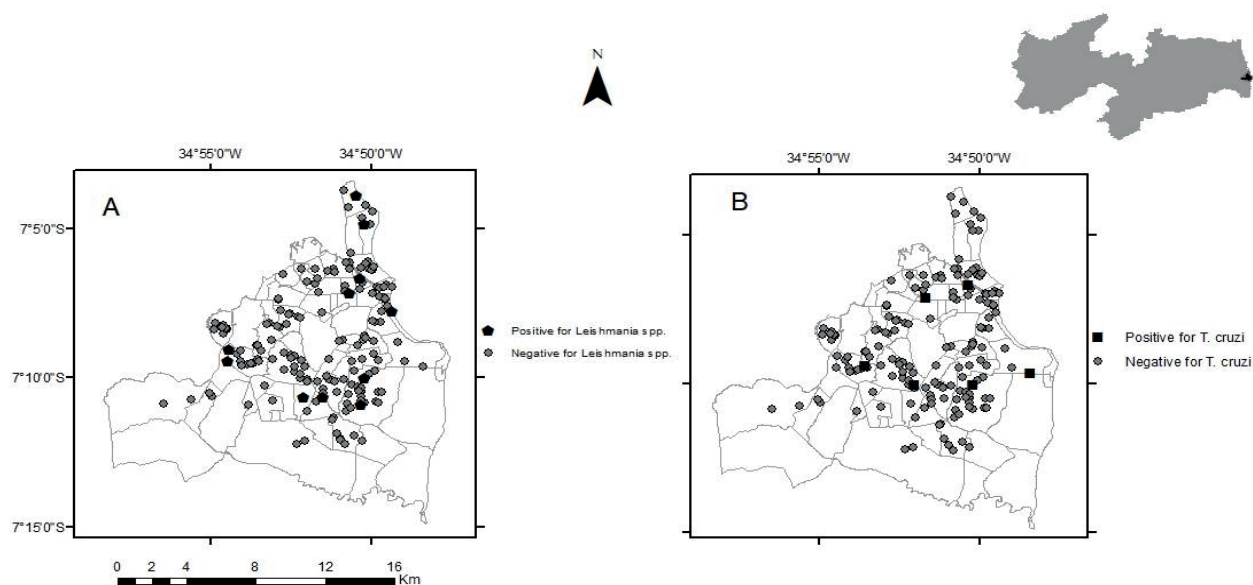 N
34°55'0"W 34°50'0"W
34°55'0"W 34°50'0"W
A
B
7°5'0"S
Positive for Leishmania spp.
Negative for Leishmania spp.
Positive for T. cruzi
Negative for T. cruzi
7°10'0"S
7°15'0"S
0 2 4 8 12 16
Km